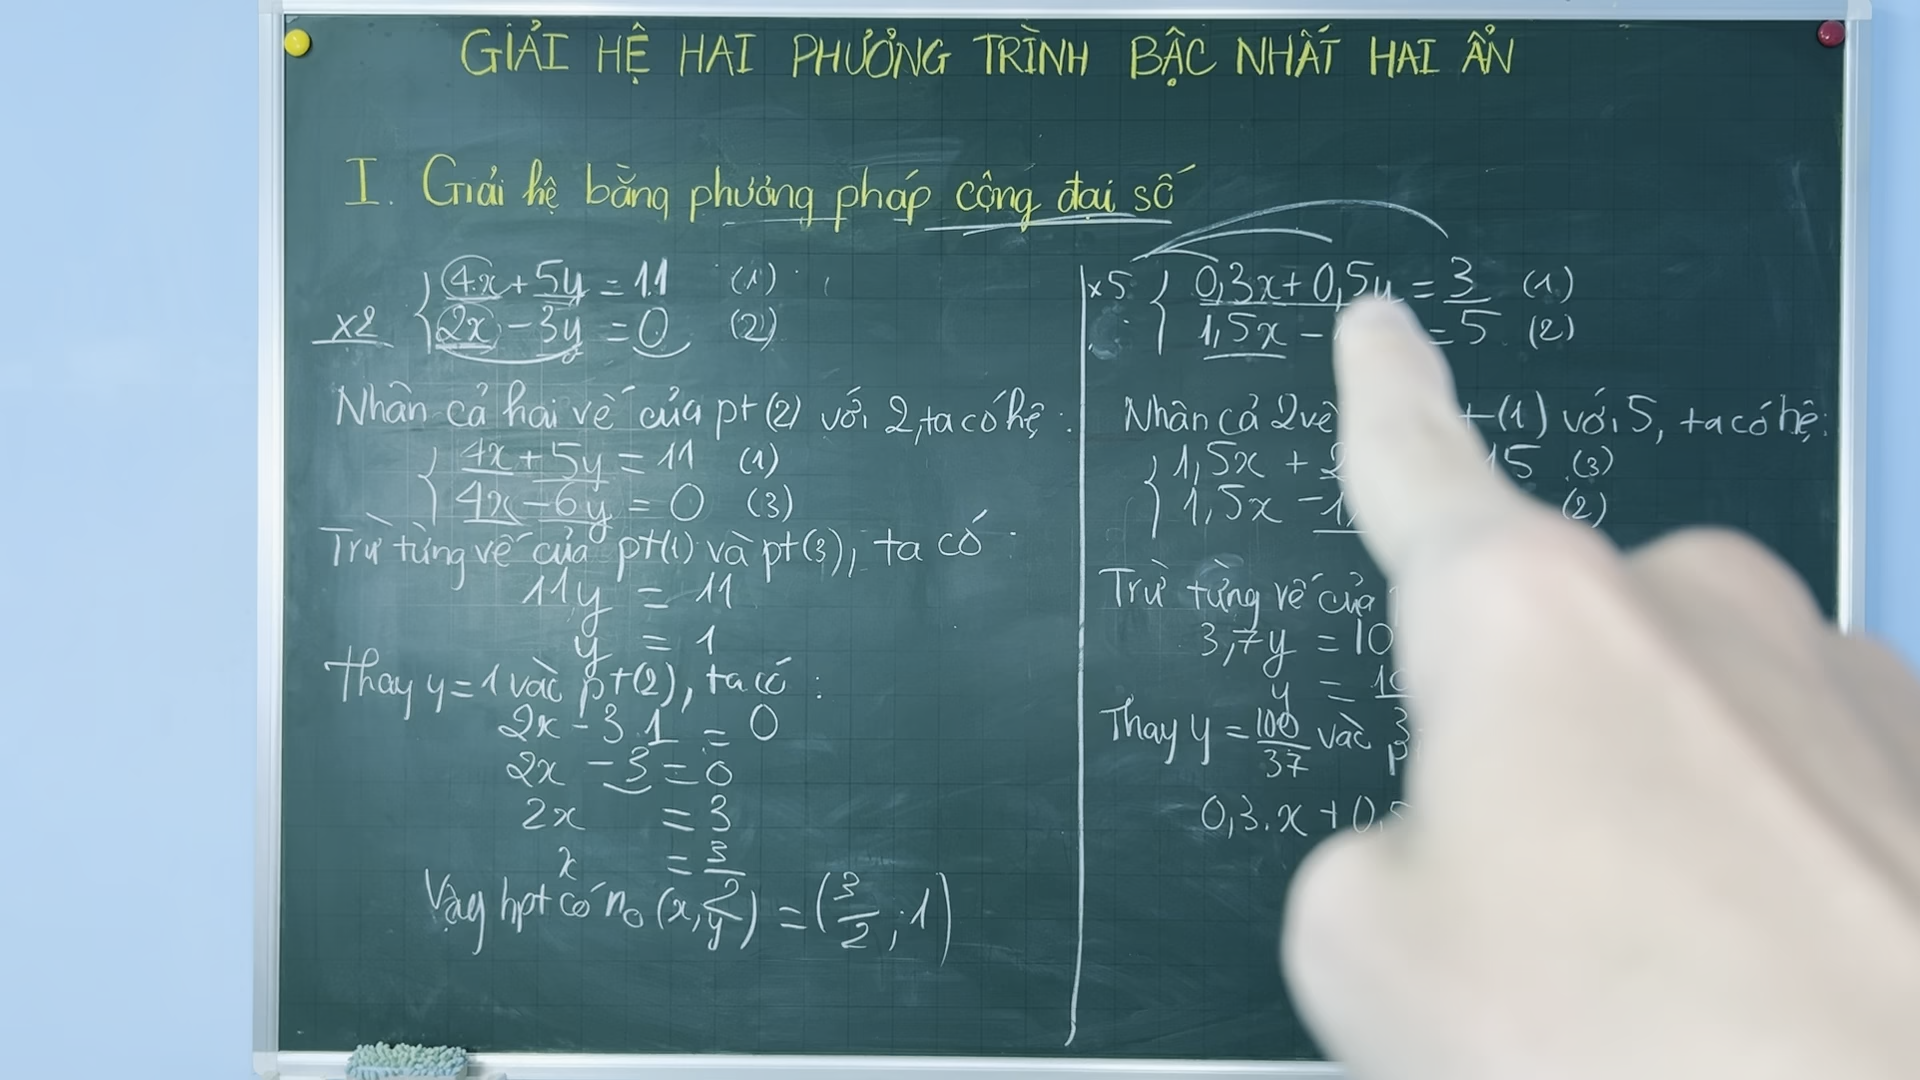 GIẢI HỆ HAI PHƯƠNG TRÌNH BẬC NHẤT HAI ẨN
I. Giải hệ bằng phương pháp cộng đại số
4x + 5y = 11 (1)
x2 2x - 3y = 0 (2)
Nhân cả hai vế của pt (2) với 2, ta có hệ:
4x + 5y = 11 (1)
4x - 6y = 0 (3)
Trừ từng vế của pt(1) và pt(3), ta có:
11y = 11
y = 1
Thay y = 1 vào pt(2), ta có:
2x - 3.1 = 0
2x - 3 = 0
2x = 3
x = 3/2
Vậy hpt có no (x, y) = (3/2; 1)
x5 0,3x + 0,5y = 3 (1)
1,5x - = 5 (2)
Nhân cả 2 vế (1) với 5, ta có hệ:
1,5x + 15 (3)
1,5x - (2)
Trừ từng vế của
3,7y = 10
y =
Thay y = 100/37 vào
0,3.x +